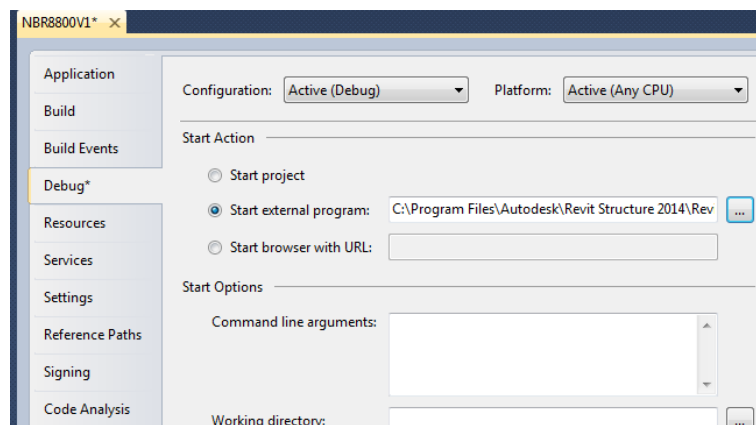 NBR8800V1*
Application
Build
Build Events
Debug*
Resources
Services
Settings
Reference Paths
Signing
Code Analysis
Configuration: Active (Debug) Platform: Active (Any CPU)
Start Action
Start project
Start external program: C:\Program Files\Autodesk\Revit Structure 2014\Rev ...
Start browser with URL:
Start Options
Command line arguments:
Working directory: ...